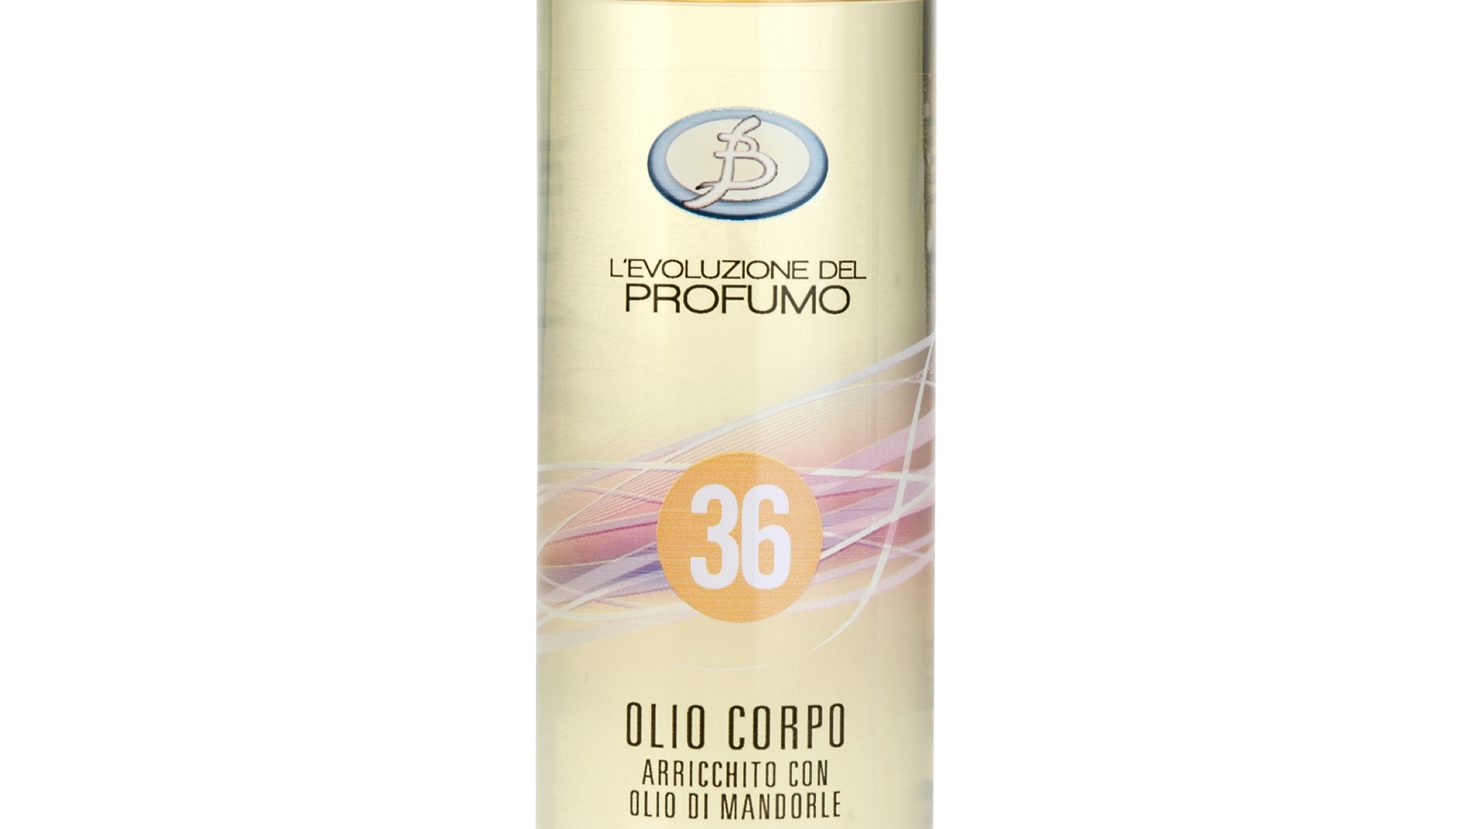 L'EVOLUZIONE DEL
PROFUMO
36
OLIO CORPO
ARRICCHITO CON
OLIO DI MANDORLE